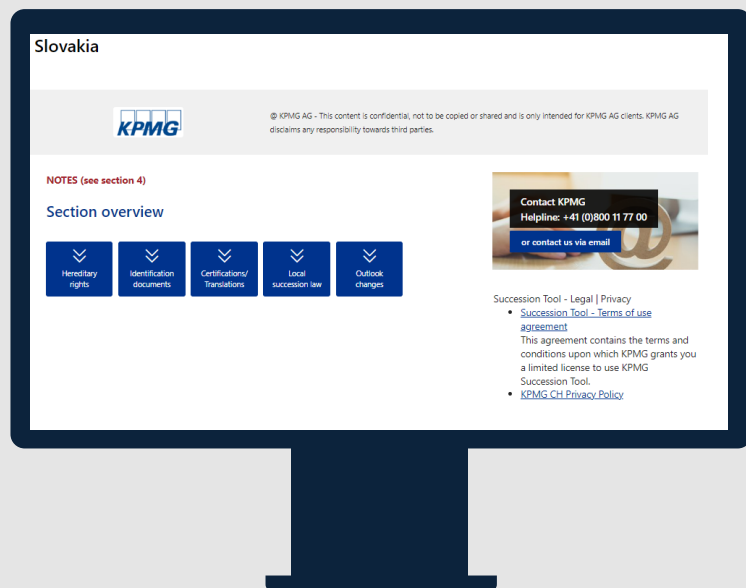 Slovakia
KPMG
@ KPMG AG - This content is confidential, not to be copied or shared and is only intended for KPMG AG clients. KPMG AG
disclaims any responsibility towards third parties.
NOTES (see section 4)
Section overview
Hereditary
rights
Identification
documents
Certifications/
Translations
Local
succession law
Outlook
changes
Contact KPMG
Helpline: +41 (0)800 11 77 00
or contact us via email
Succession Tool - Legal | Privacy
• Succession Tool - Terms of use
agreement
This agreement contains the terms and
conditions upon which KPMG grants you
a limited license to use KPMG
Succession Tool.
• KPMG CH Privacy Policy